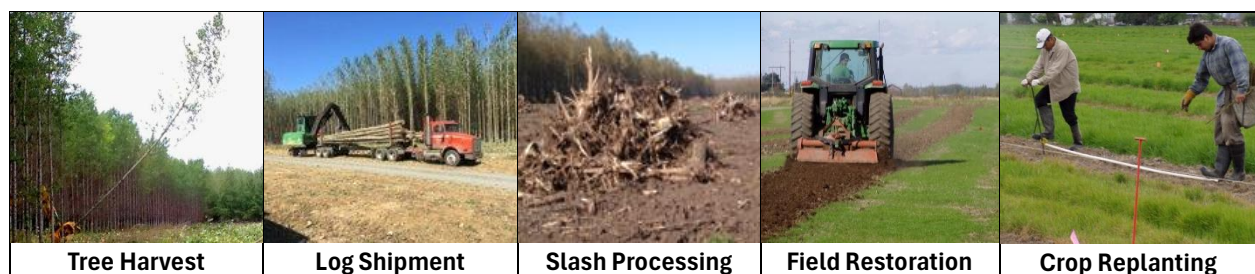 Tree Harvest
Log Shipment
Slash Processing
Field Restoration
Crop Replanting